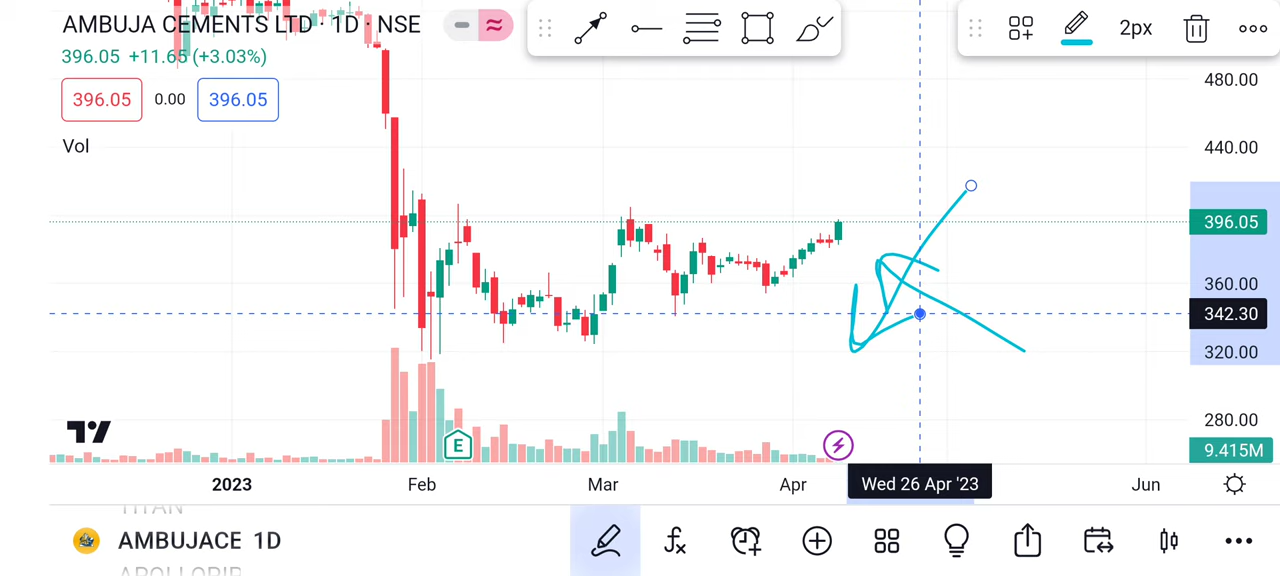 AMBUJA CEMENTS LTD · 1D · NSE
396.05 +11.65 (+3.03%)
396.05 0.00 396.05
Vol
2px
480.00
440.00
396.05
360.00
342.30
320.00
280.00
9.415M
E
2023 Feb Mar Apr Wed 26 Apr '23 Jun
TITAN
AMBUJACE 1D